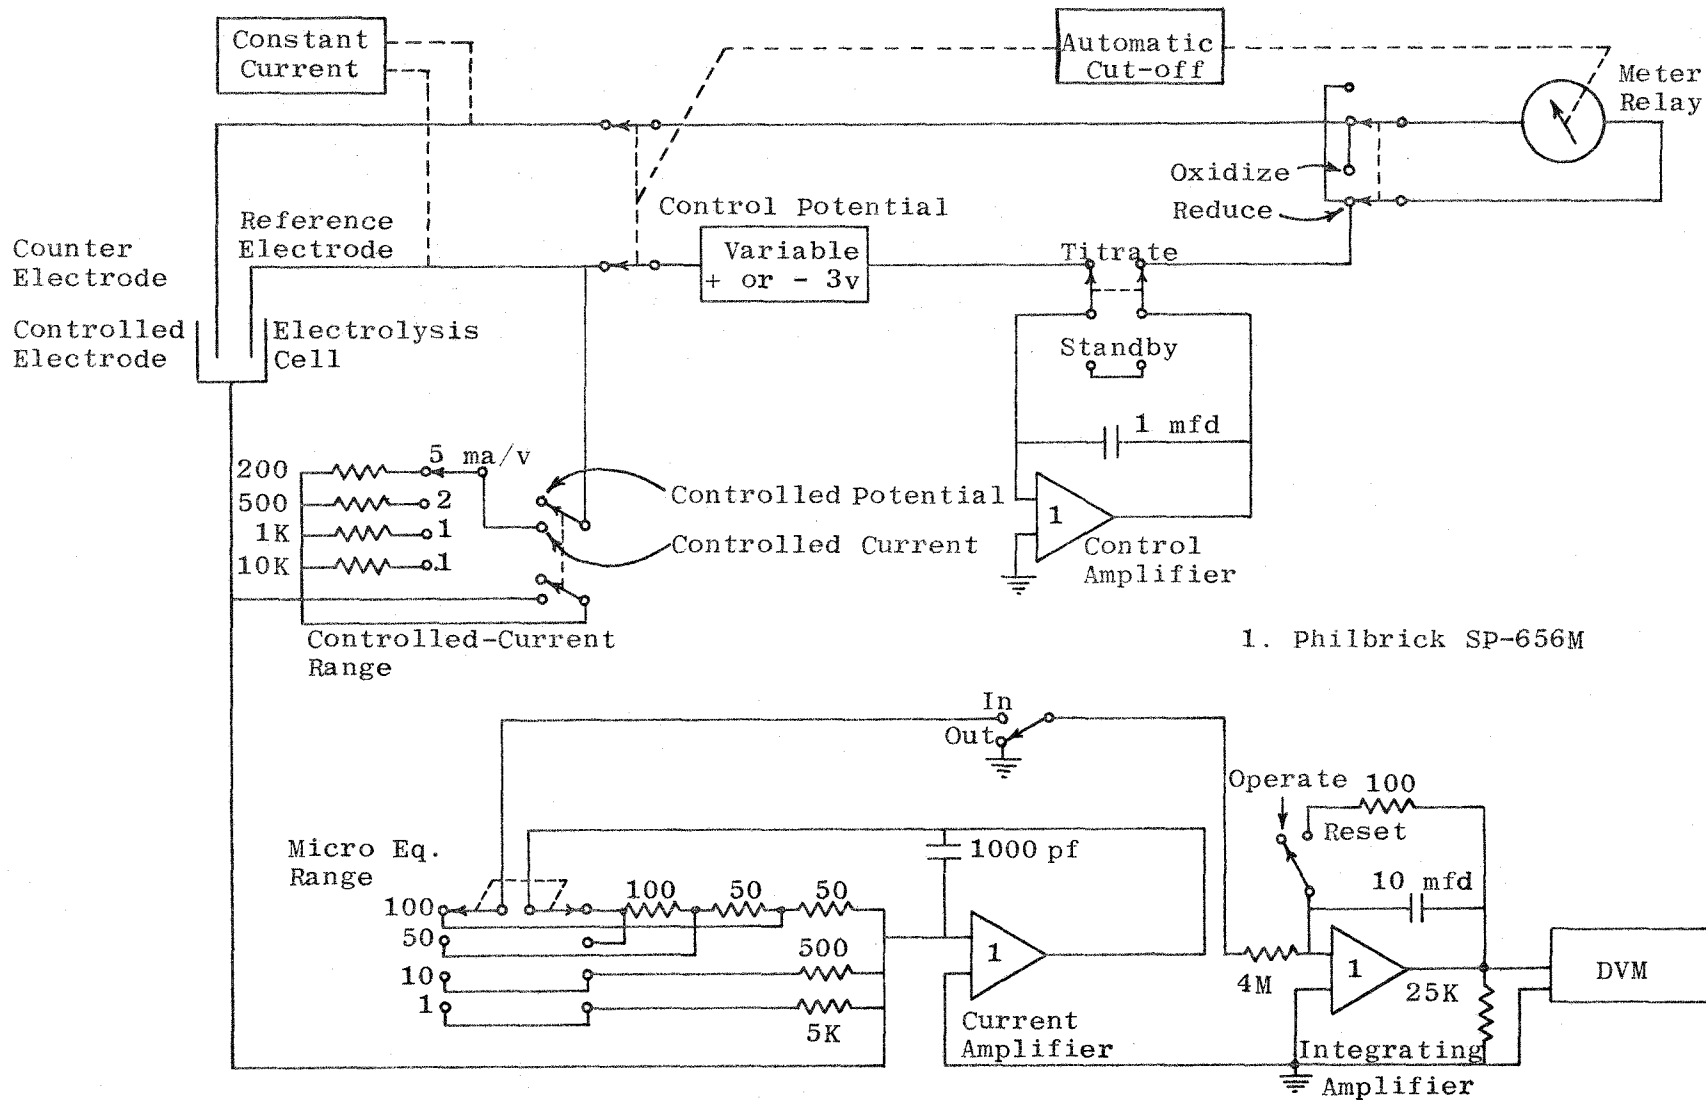 Constant
Current
Automatic
Cut-off
Meter
Relay
Oxidize
Reduce
Control Potential
Reference
Electrode
Counter
Electrode
Variable
+ or - 3v
Titrate
Controlled
Electrode
Electrolysis
Cell
Standby
1 mfd
5 ma/v
200
500
2
1K
1
10K
.1
Controlled Potential
Controlled Current
1
Control
Amplifier
Controlled-Current
Range
1. Philbrick SP-656M
In
Out
Operate
100
Reset
1000 pf
Micro Eq.
Range
100
100
50
50
10 mfd
50
500
10
1
5K
1
4M
1
25K
DVM
Current
Amplifier
Integrating
Amplifier